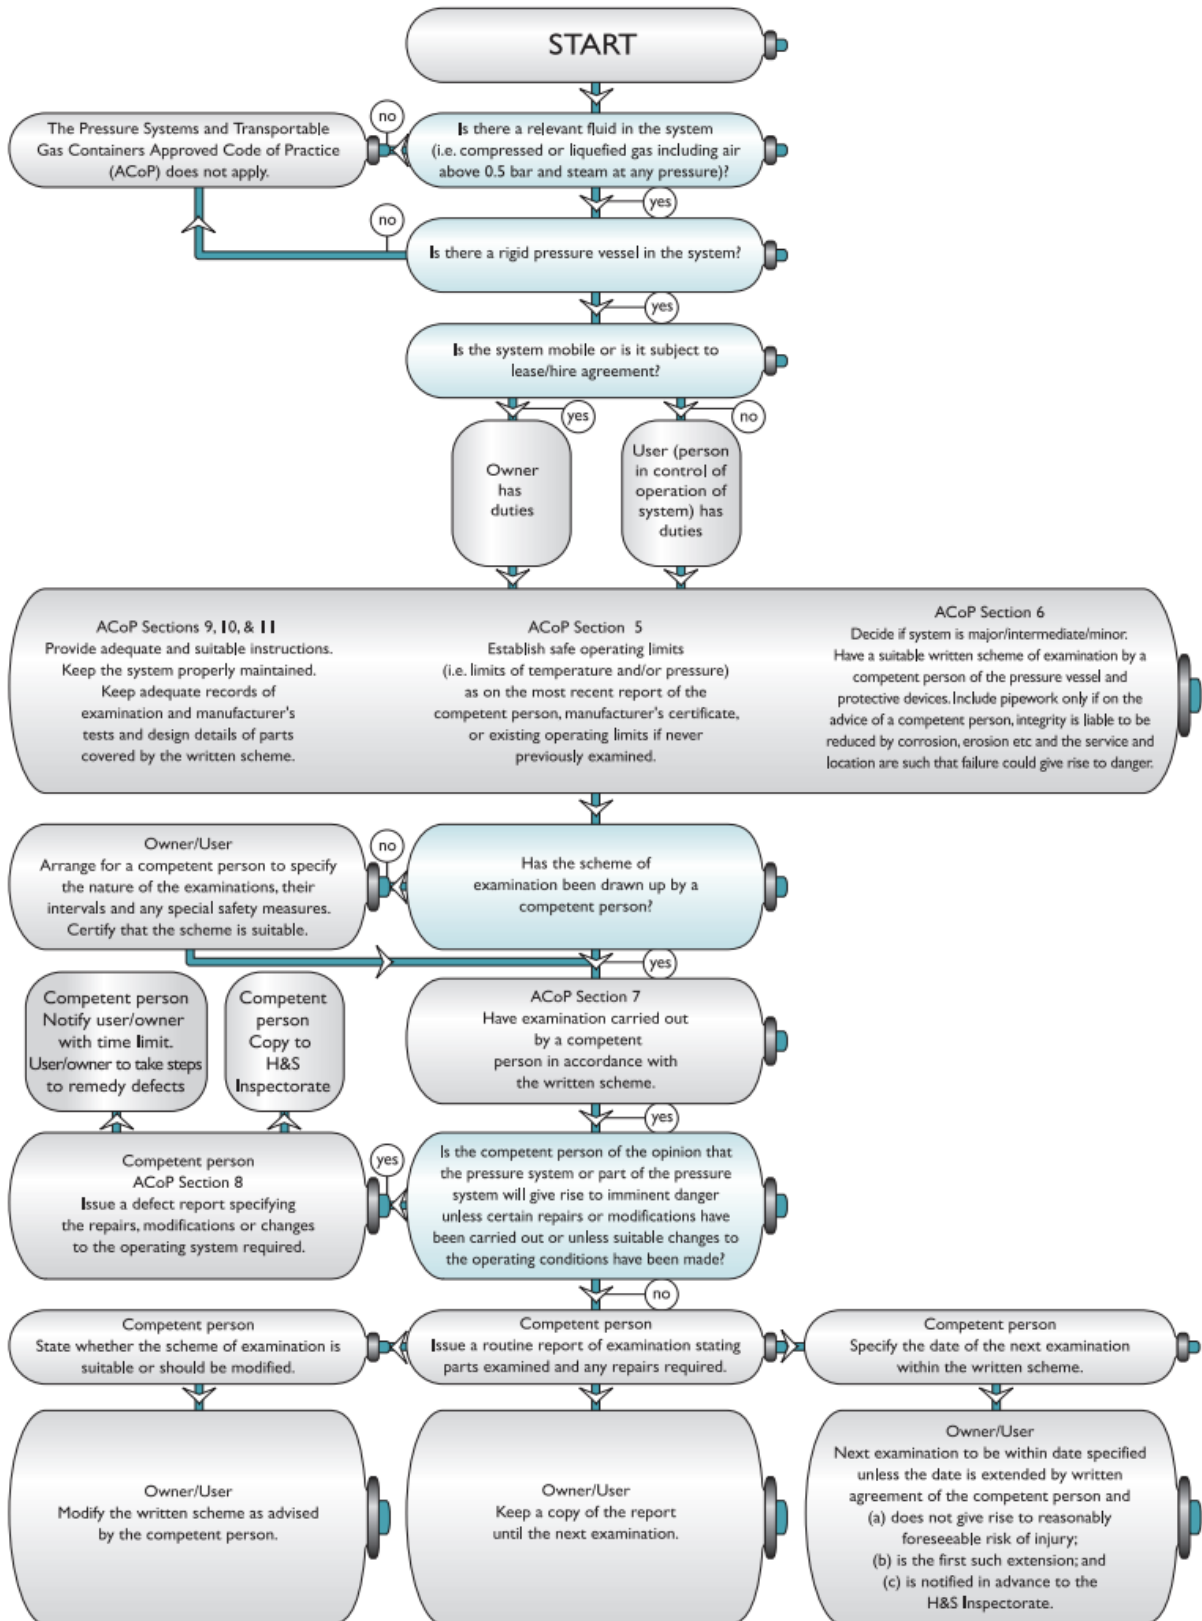 START
no
The Pressure Systems and Transportable
Gas Containers Approved Code of Practice
(ACoP) does not apply.
Is there a relevant fluid in the system
(i.e. compressed or liquefied gas including air
above 0.5 bar and steam at any pressure)?
yes
no
Is there a rigid pressure vessel in the system?
yes
Is the system mobile or is it subject to
lease/hire agreement?
yes
no
Owner
has
duties
User (person
in control of
operation of
system) has
duties
ACoP Sections 9, 10, & 11
Provide adequate and suitable instructions.
Keep the system properly maintained.
Keep adequate records of
examination and manufacturer's
tests and design details of parts
covered by the written scheme.
ACoP Section 5
Establish safe operating limits
(i.e. limits of temperature and/or pressure)
as on the most recent report of the
competent person, manufacturer's certificate,
or existing operating limits if never
previously examined.
ACoP Section 6
Decide if system is major/intermediate/minor.
Have a suitable written scheme of examination by a
competent person of the pressure vessel and
protective devices. Include pipework only if on the
advice of a competent person, integrity is liable to be
reduced by corrosion, erosion etc and the service and
location are such that failure could give rise to danger.
Owner/User
Arrange for a competent person to specify
the nature of the examinations, their
intervals and any special safety measures.
Certify that the scheme is suitable.
no
Has the scheme of
examination been drawn up by a
competent person?
yes
Competent person
Notify user/owner
with time limit.
User/owner to take steps
to remedy defects
Competent
person
Copy to
H&S
Inspectorate
ACoP Section 7
Have examination carried out
by a competent
person in accordance with
the written scheme.
yes
Competent person
ACoP Section 8
Issue a defect report specifying
the repairs, modifications or changes
to the operating system required.
yes
Is the competent person of the opinion that
the pressure system or part of the pressure
system will give rise to imminent danger
unless certain repairs or modifications have
been carried out or unless suitable changes to
the operating conditions have been made?
no
Competent person
State whether the scheme of examination is
suitable or should be modified.
Competent person
Issue a routine report of examination stating
parts examined and any repairs required.
Competent person
Specify the date of the next examination
within the written scheme.
Owner/User
Modify the written scheme as advised
by the competent person.
Owner/User
Keep a copy of the report
until the next examination.
Owner/User
Next examination to be within date specified
unless the date is extended by written
agreement of the competent person and
(a) does not give rise to reasonably
foreseeable risk of injury;
(b) is the first such extension; and
(c) is notified in advance to the
H&S Inspectorate.